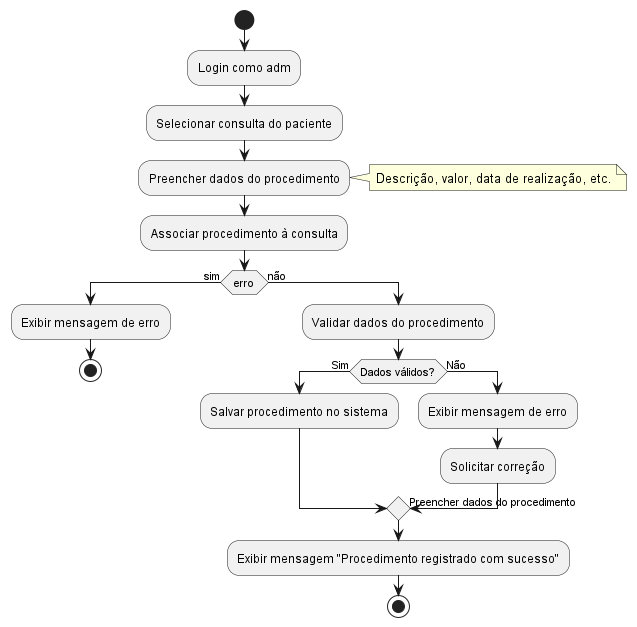 Login como adm
Selecionar consulta do paciente
Preencher dados do procedimento
Descrição, valor, data de realização, etc.
Associar procedimento à consulta
sim
erro
não
Exibir mensagem de erro
Validar dados do procedimento
Sim
Dados válidos?
Não
Salvar procedimento no sistema
Exibir mensagem de erro
Solicitar correção
Preencher dados do procedimento
Exibir mensagem "Procedimento registrado com sucesso"